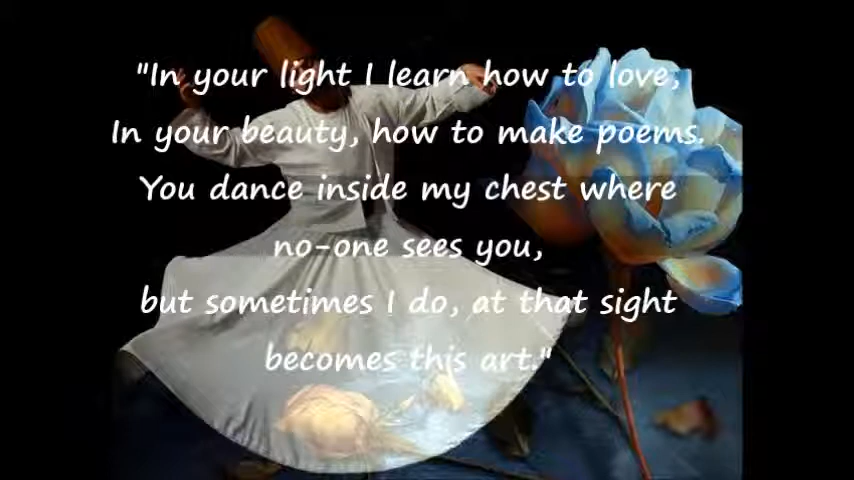 "In your light I learn how to love,
In your beauty, how to make poems.
You dance inside my chest where
no-one sees you,
but sometimes I do, at that sight
becomes this art."